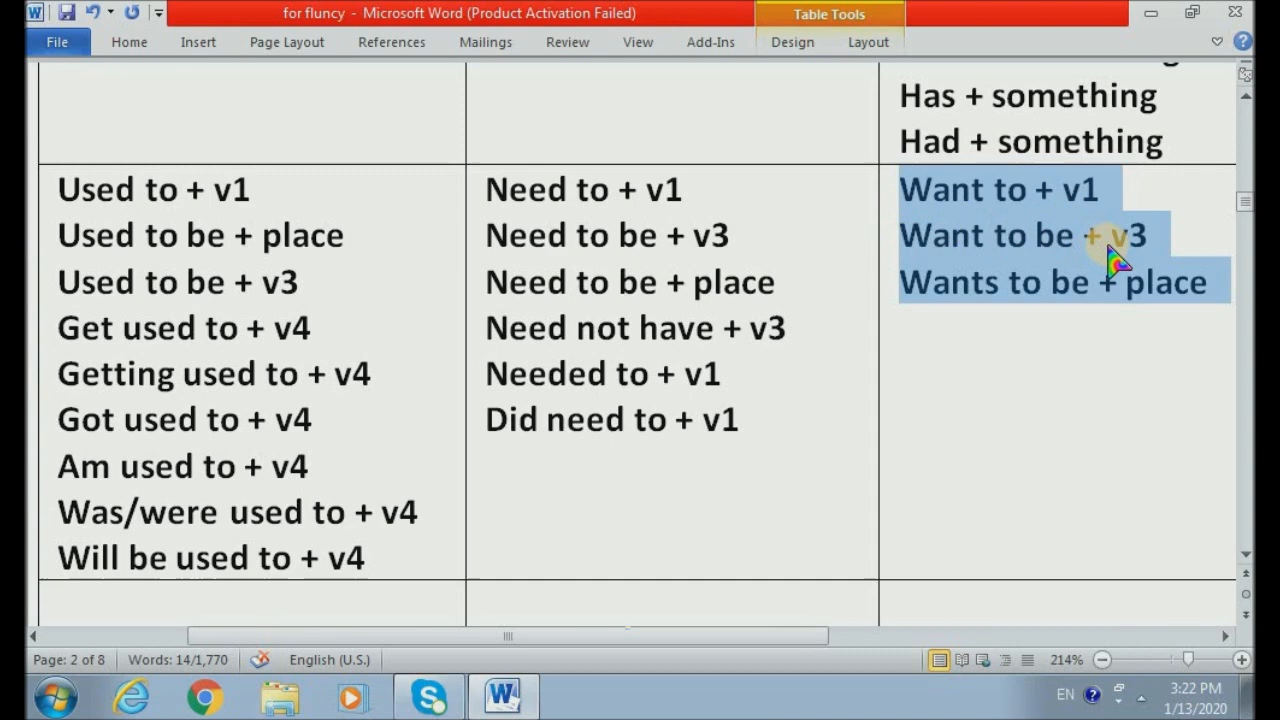 for fluncy - Microsoft Word (Product Activation Failed)
Table Tools
File Home Insert Page Layout References Mailings Review View Add-Ins Design Layout
Has + something
Had + something
Used to + v1
Used to be + place
Used to be + v3
Get used to + v4
Getting used to + v4
Got used to + v4
Am used to + v4
Was/were used to + v4
Will be used to + v4
Need to + v1
Need to be + v3
Need to be + place
Need not have + v3
Needed to + v1
Did need to + v1
Want to + v1
Want to be + v3
Wants to be + place
Page: 2 of 8 Words: 14/1,770 English (U.S.) 214%
EN 3:22 PM
1/13/2020